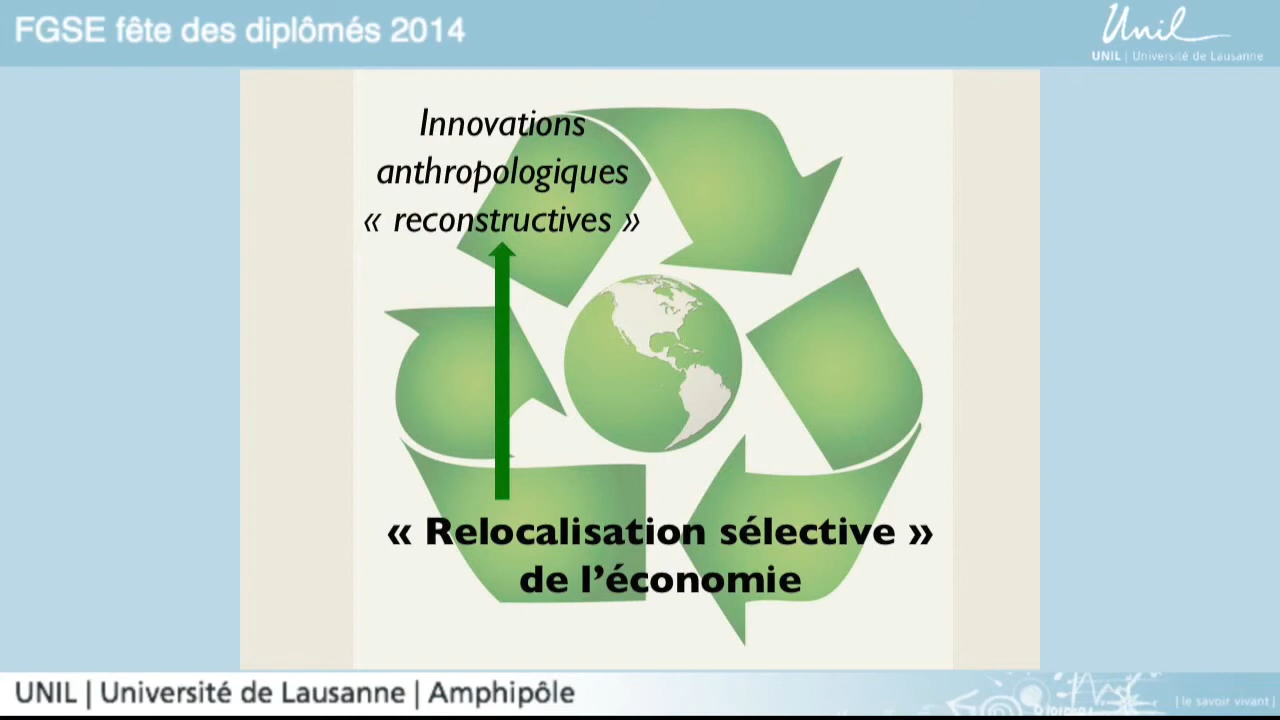 FGSE fête des diplômés 2014
Unil
UNIL | Université de Lausanne
Innovations
anthropologiques
« reconstructives »
« Relocalisation sélective »
de l’économie
UNIL | Université de Lausanne | Amphipôle
| le savoir vivant |